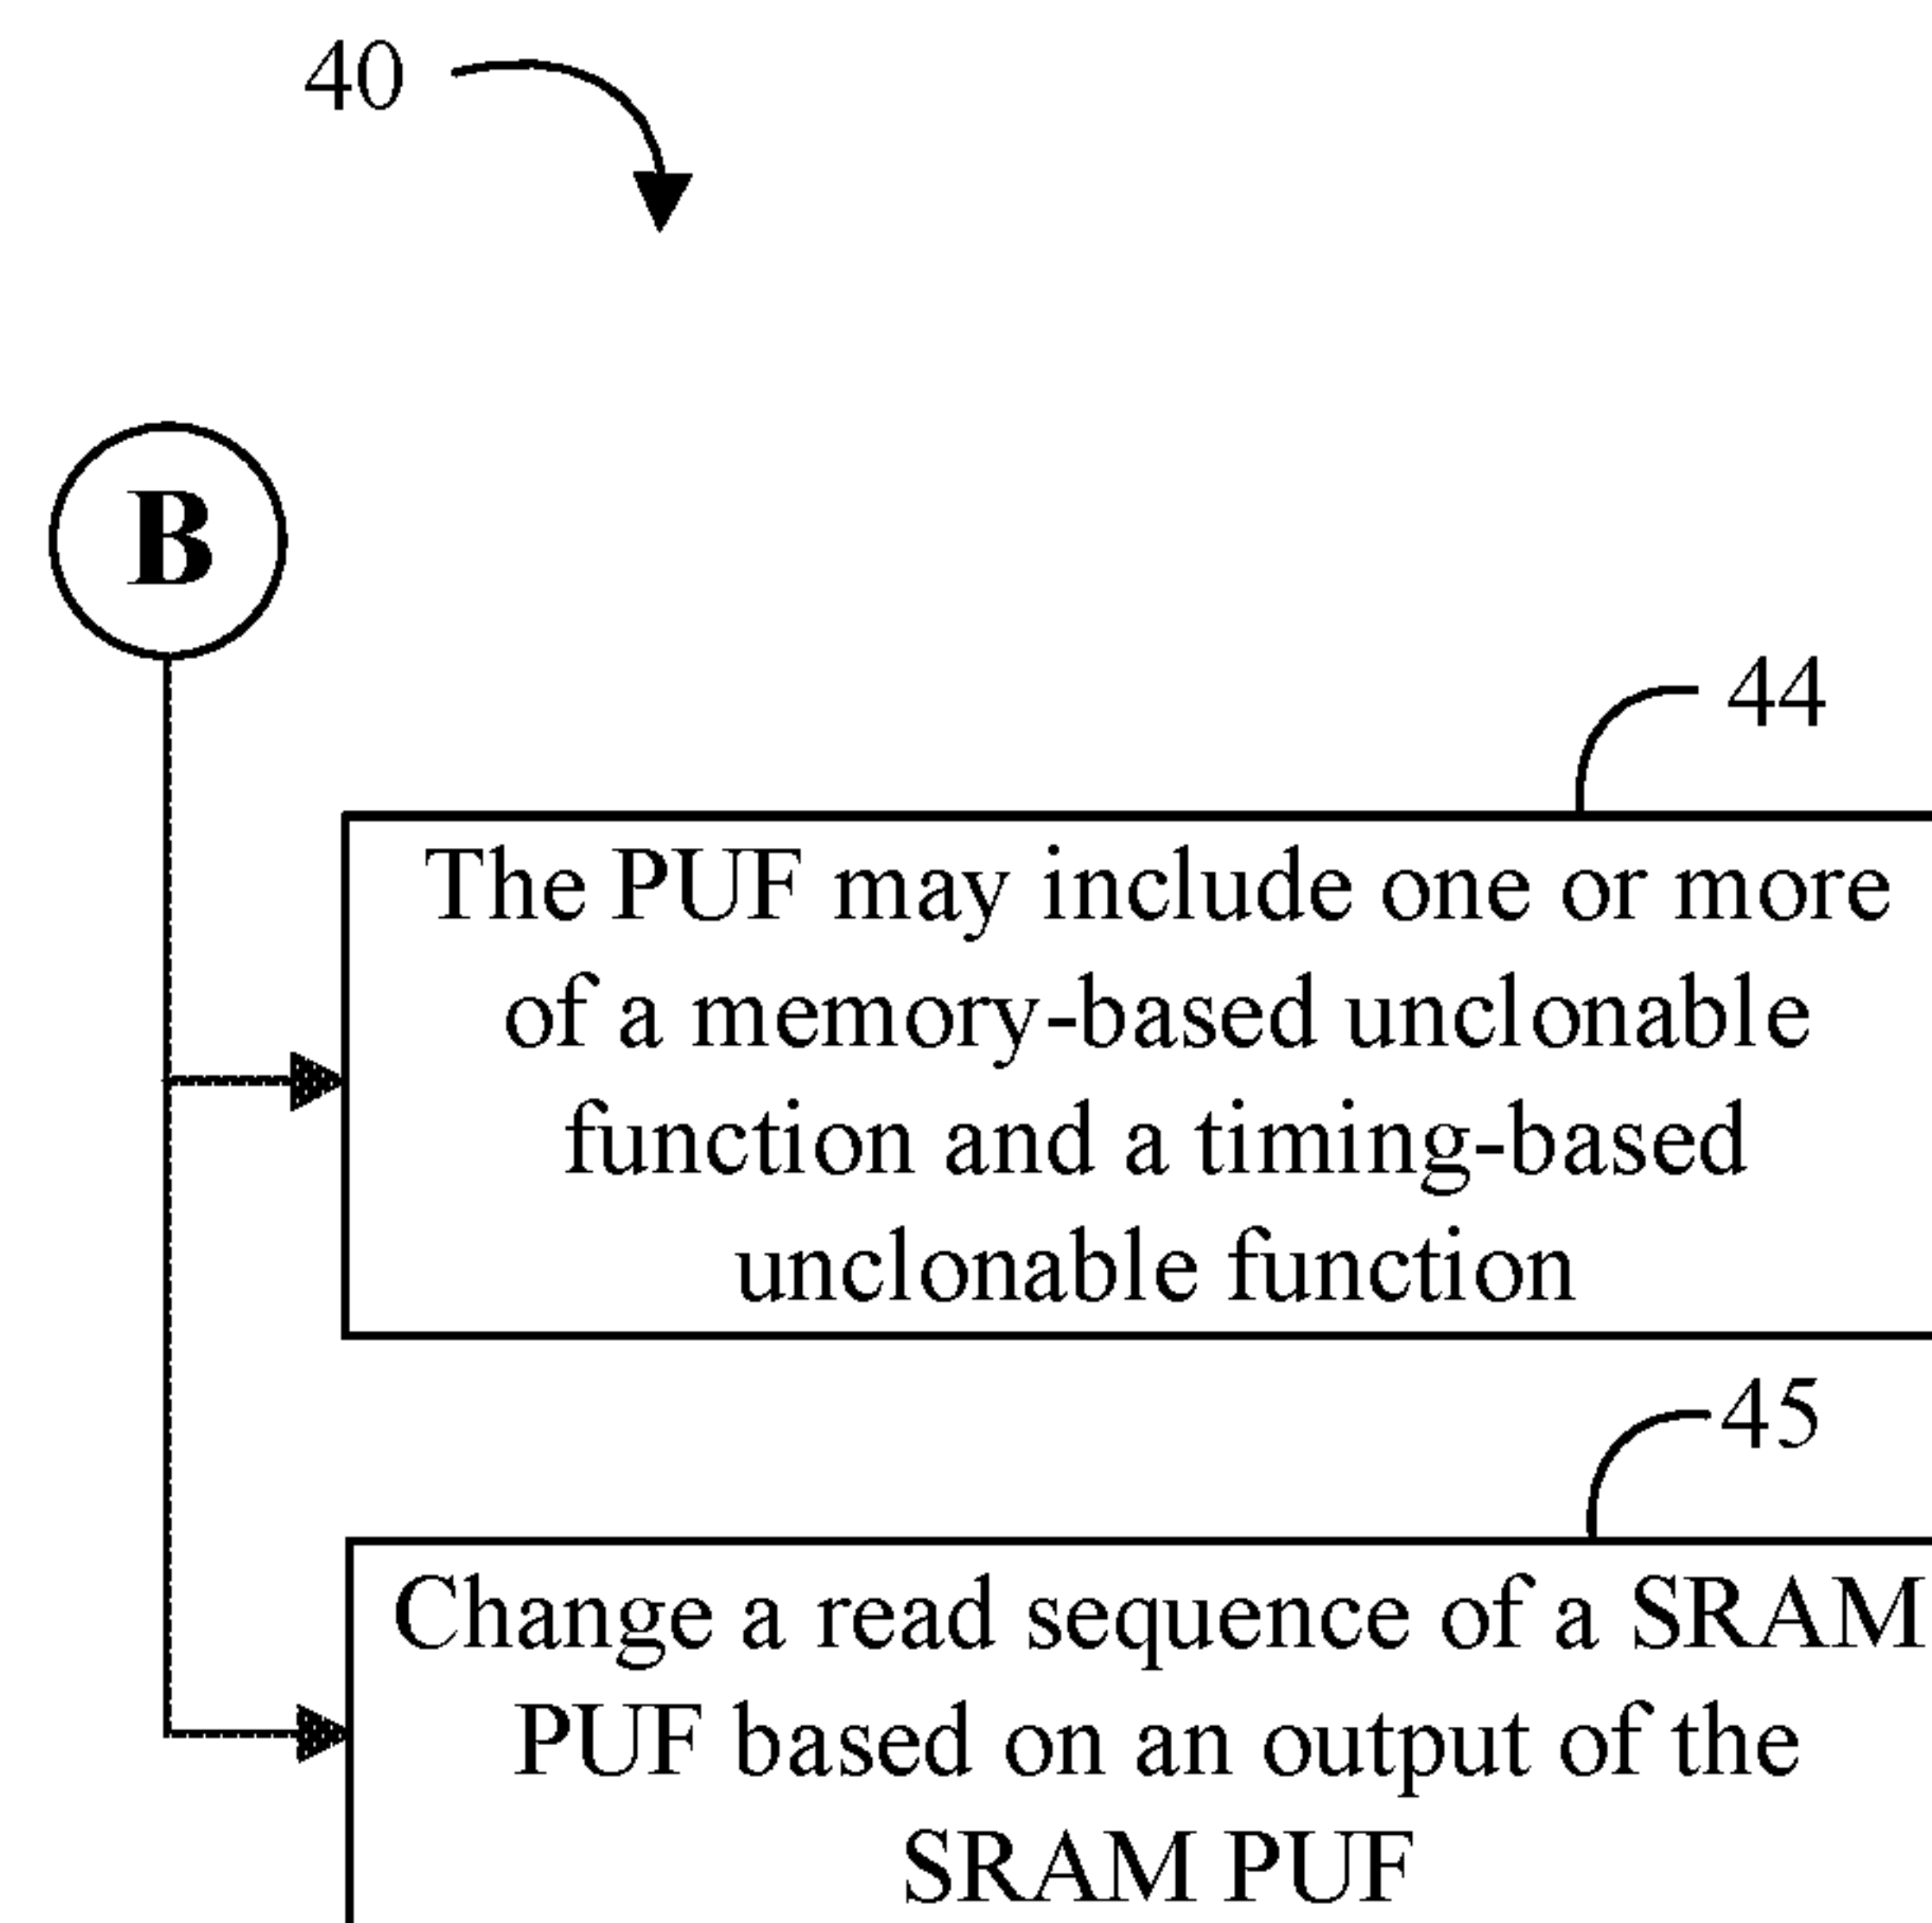 40
B
44
The PUF may include one or more
of a memory-based unclonable
function and a timing-based
unclonable function
45
Change a read sequence of a SRAM
PUF based on an output of the
SRAM PUF